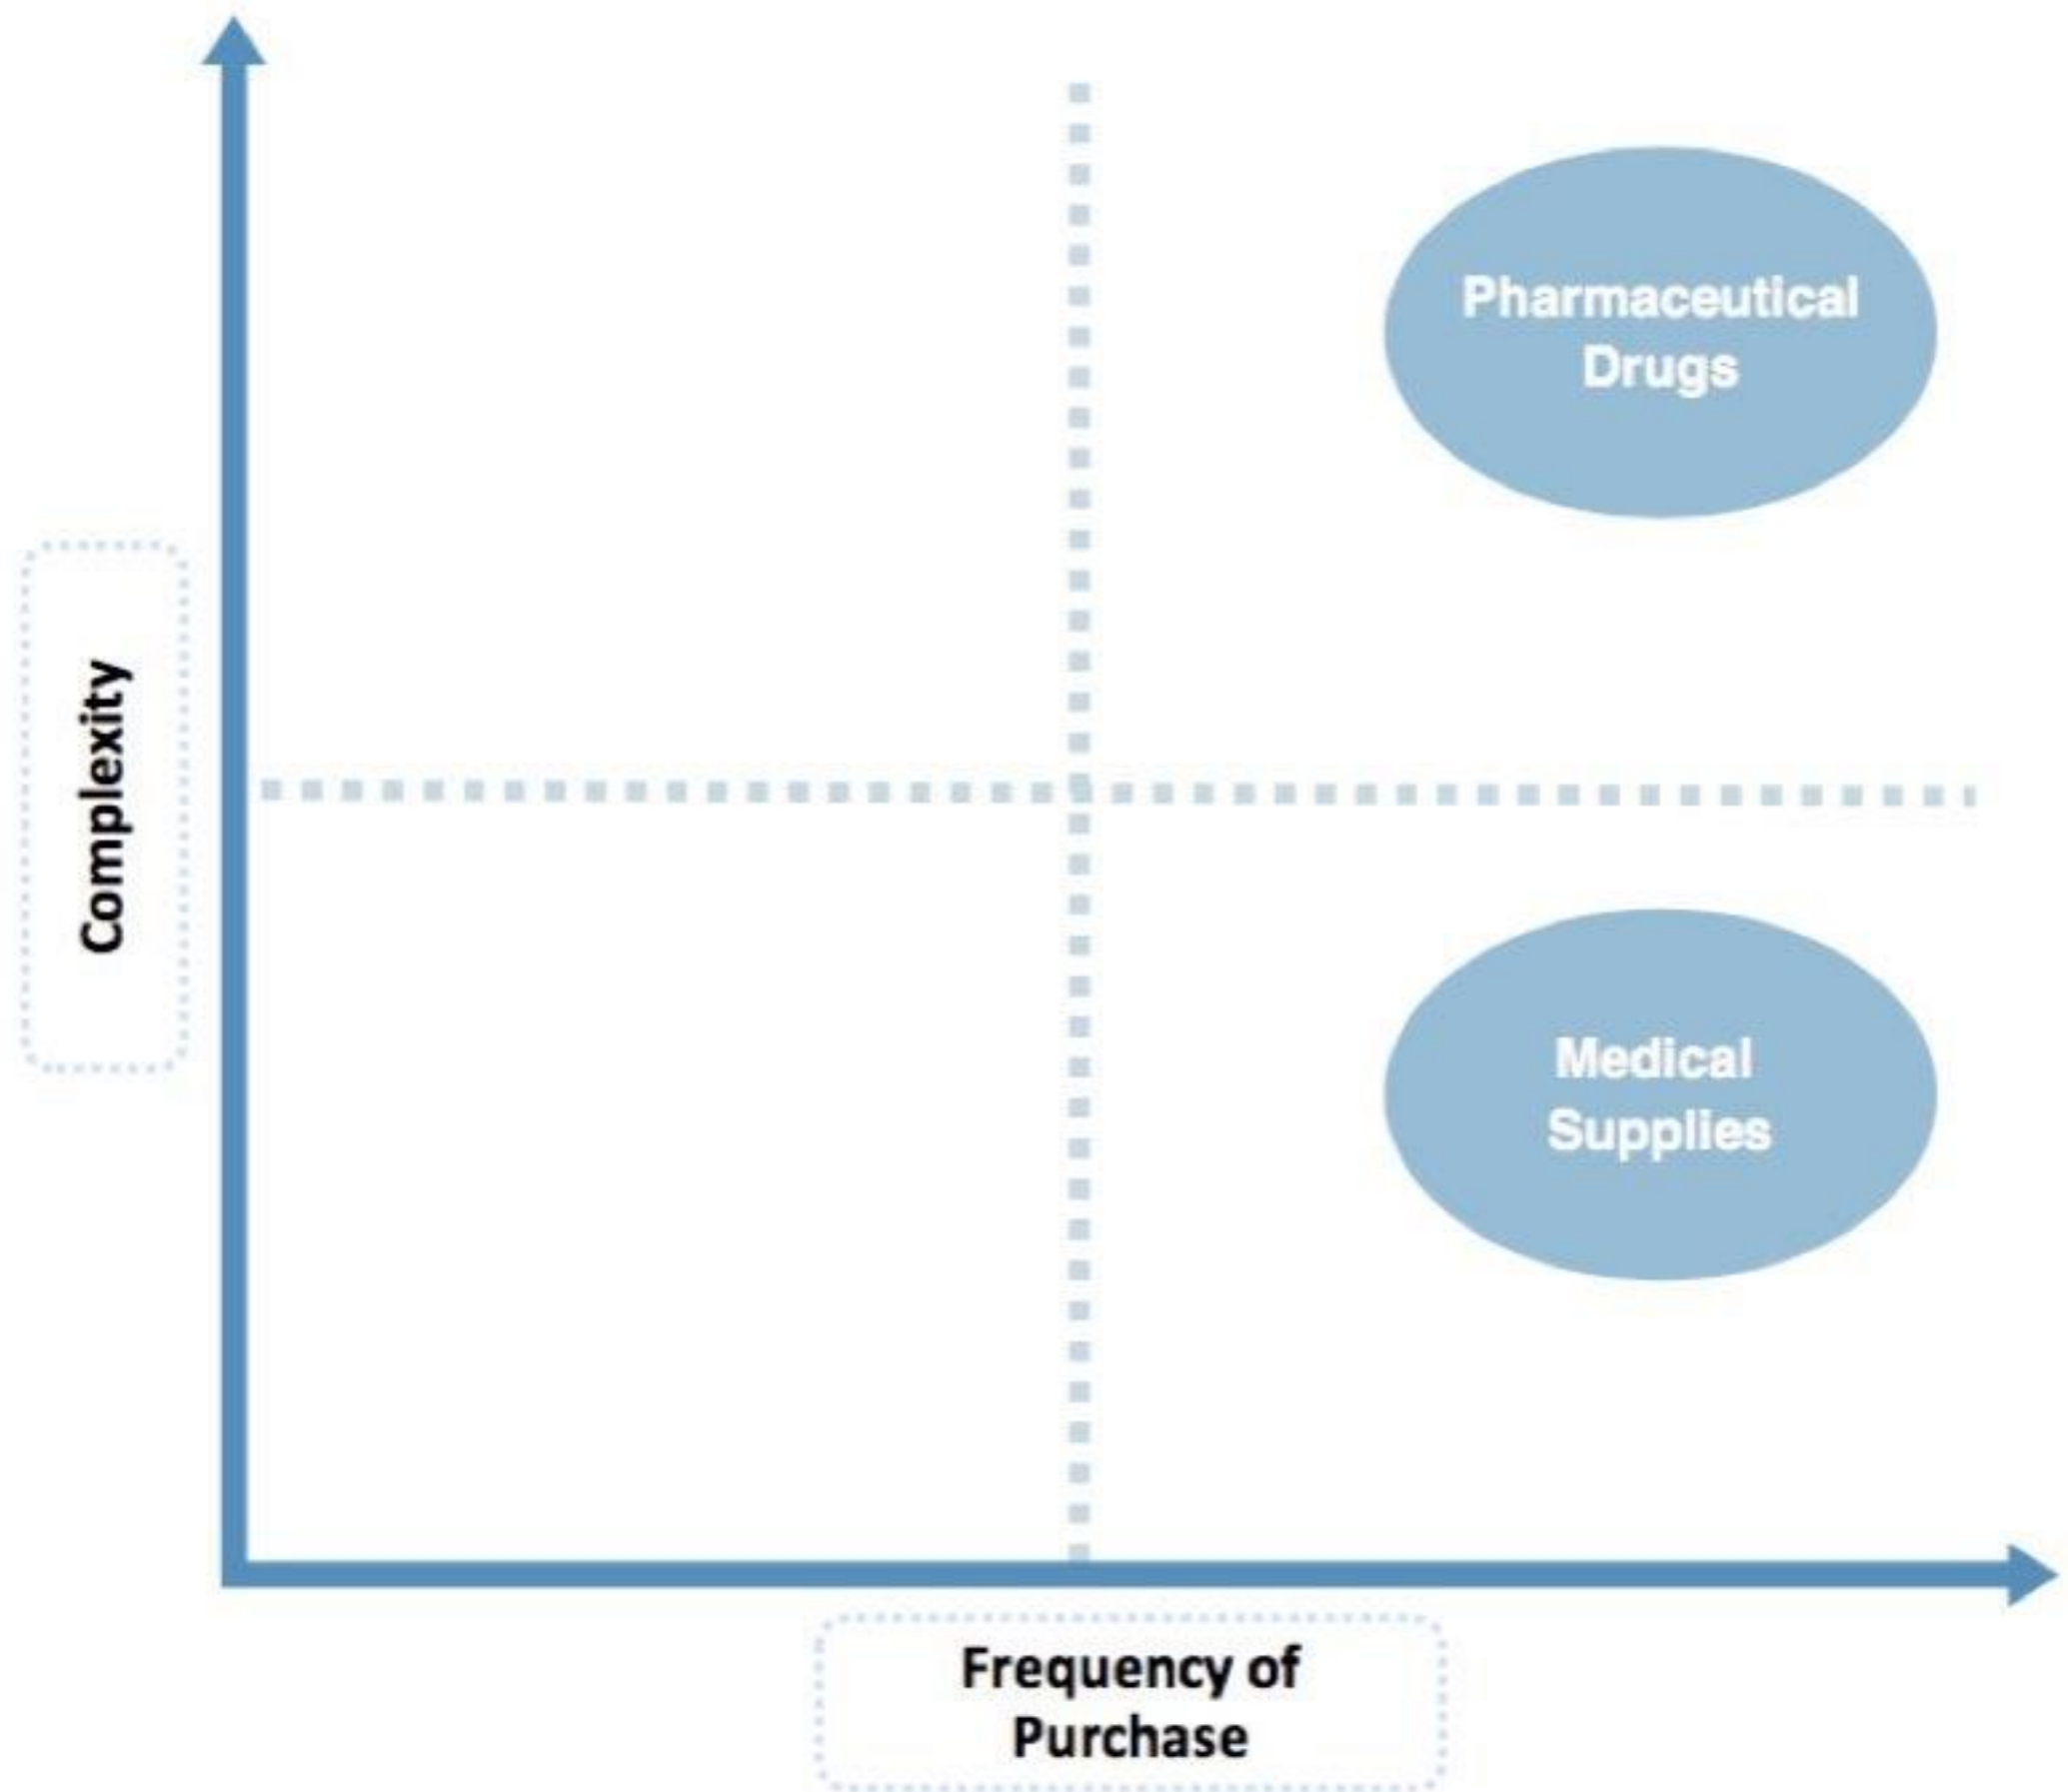 Pharmaceutical
Drugs
Complexity
Medical
Supplies
Frequency of
Purchase